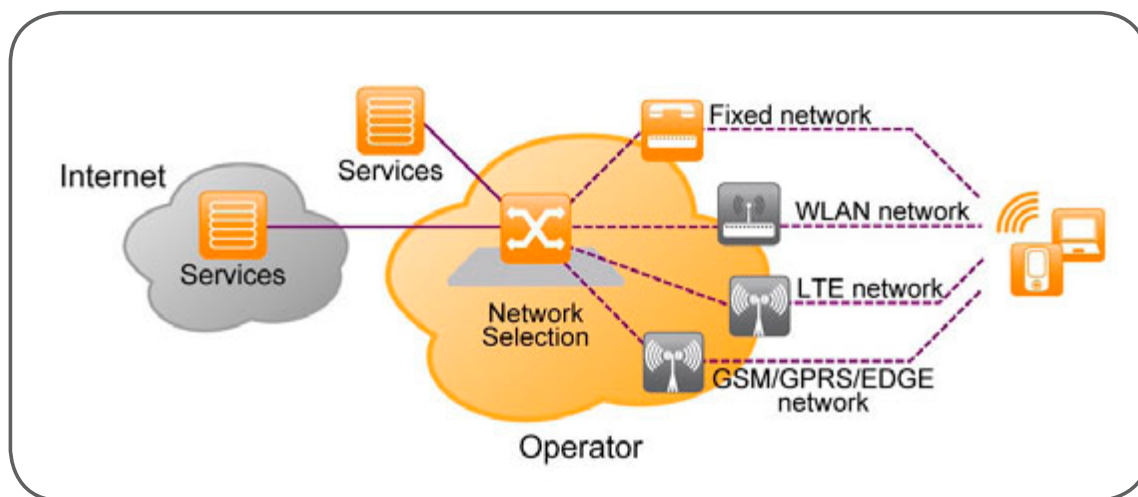 Fixed network
Services
Internet
WLAN network
Services
LTE network
Network
Selection
GSM/GPRS/EDGE
network
Operator